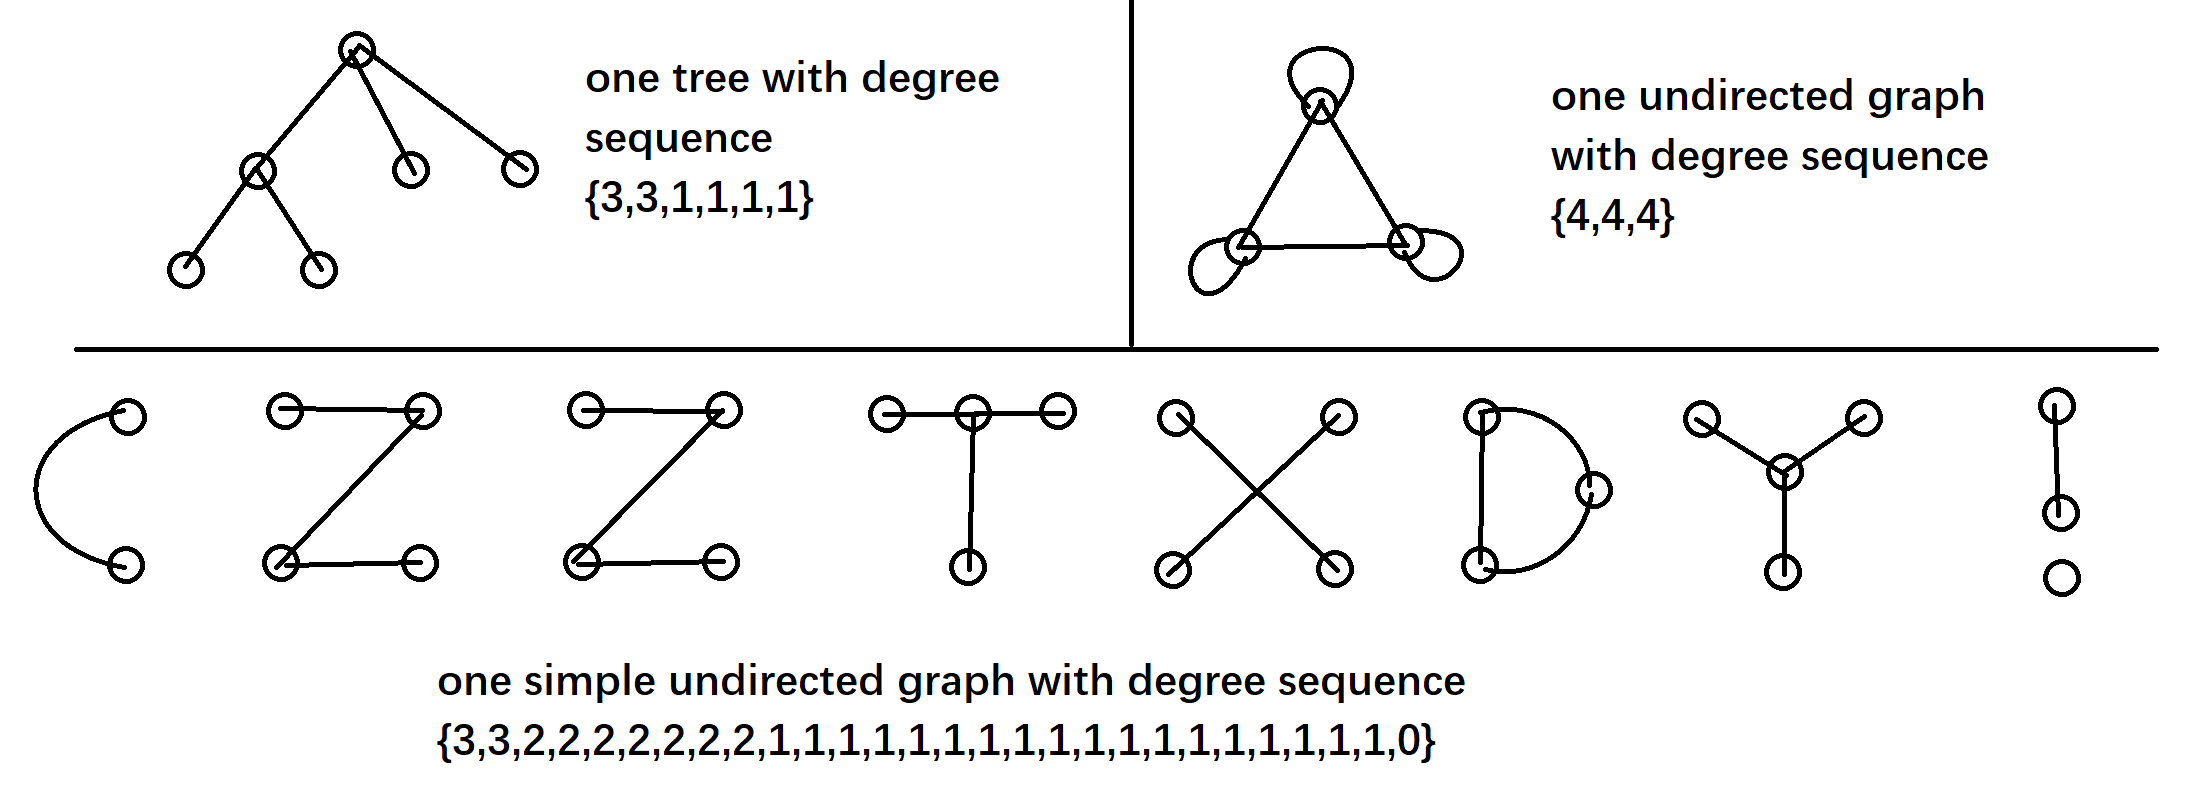 one tree with degree
sequence
{3,3,1,1,1,1}
one undirected graph
with degree sequence
{4,4,4}
CZZTXDY!
one simple undirected graph with degree sequence
{3,3,2,2,2,2,2,2,2,1,1,1,1,1,1,1,1,1,1,1,1,1,1,1,1,1,1,0}